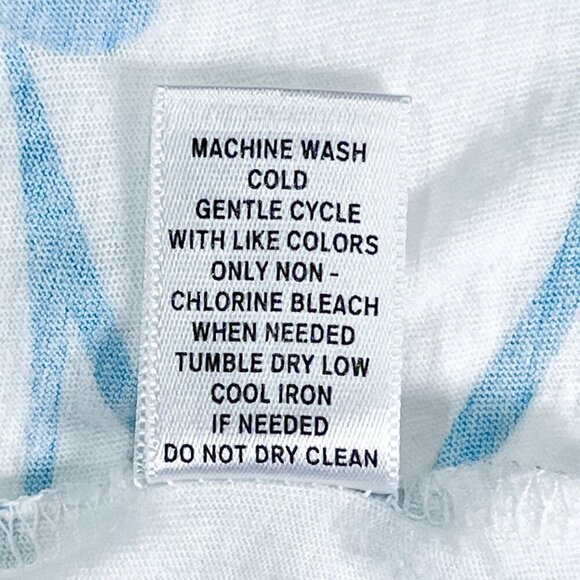 MACHINE WASH
COLD
GENTLE CYCLE
WITH LIKE COLORS
ONLY NON -
CHLORINE BLEACH
WHEN NEEDED
TUMBLE DRY LOW
COOL IRON
IF NEEDED
DO NOT DRY CLEAN